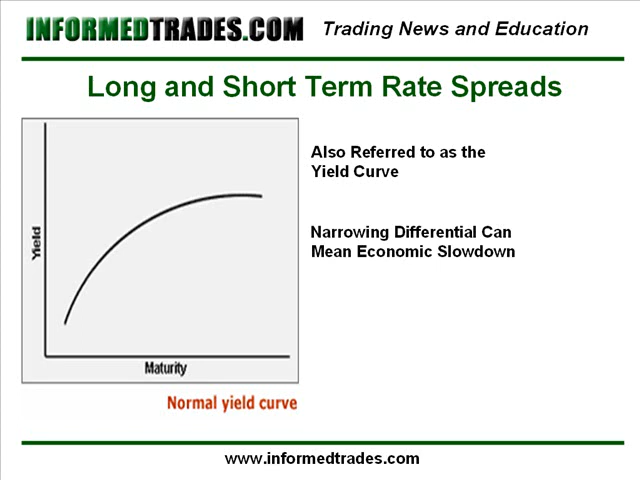 INFORMEDTRADES.COM Trading News and Education
Long and Short Term Rate Spreads
Also Referred to as the
Yield Curve
Narrowing Differential Can
Mean Economic Slowdown
Yield
Maturity
Normal yield curve
www.informedtrades.com